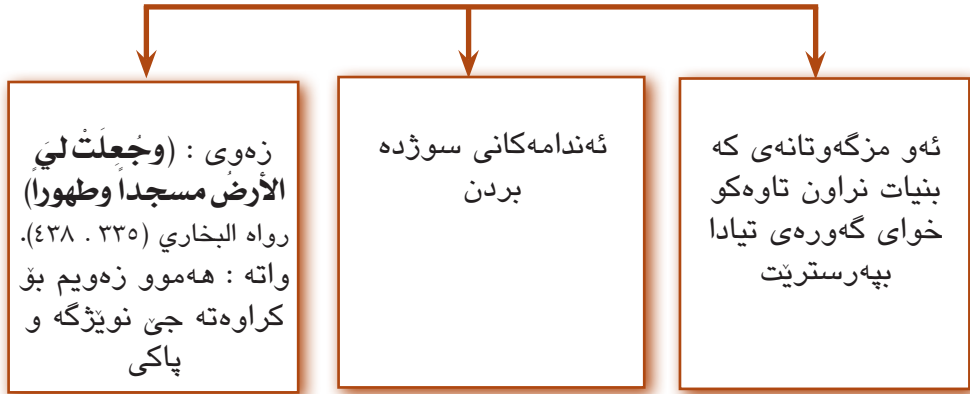 ئەو مزگەوتانەی کە
بنیات نراون تاوەکو
خوای گەورەی تیادا
بپەرسترێت
ئەندامەکانی سوژدە
بردن
زەوی : (وجُعِلَتْ ليَ
الأرضُ مسجداً وطهوراً)
رواه البخاري (٣٣٥ . ٤٣٨).
واتە : هەموو زەویم بۆ
کراوەتە جێ نوێژگە و
پاکی